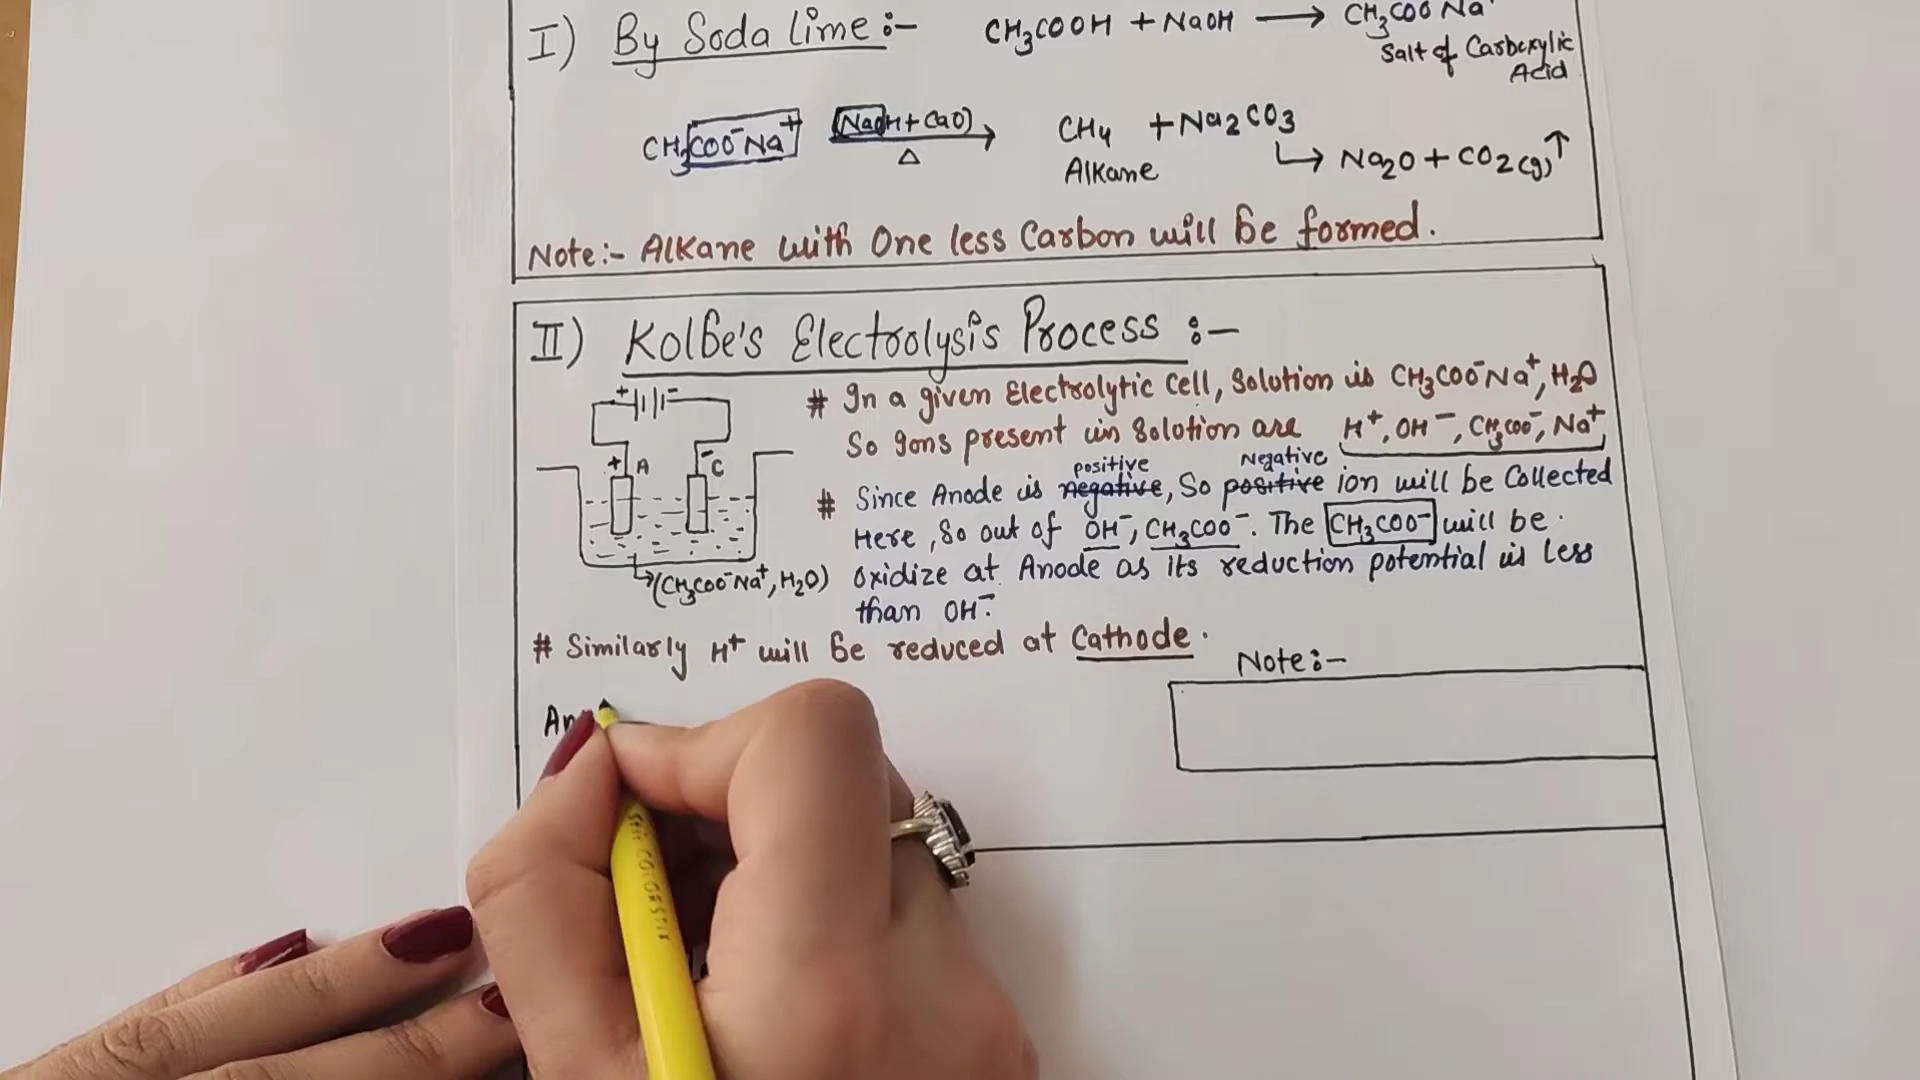 I) By Soda lime :- CH3COOH + NaOH → CH3COO Na+
Salt of Carboxylic
Acid
CH3COO⁻Na⁺ (NaOH + CaO) → CH4 + Na2CO3
Δ
Alkane
↳ Na2O + CO2(g)↑
Note:- Alkane with One less Carbon will be formed.
II) Kolbe's Electrolysis Process :-
# In a given Electrolytic Cell, Solution is CH3COO⁻Na⁺, H2O
So Ions present in Solution are H⁺, OH⁻, CH3COO⁻, Na⁺
positive Negative
# Since Anode is negative, So positive ion will be Collected
Here, So out of OH⁻, CH3COO⁻. The CH3COO⁻ will be.
Oxidize at Anode as its reduction potential is less
than OH⁻.
+ -
+ A - C
(CH3COO⁻Na⁺, H2O)
# Similarly H⁺ will be reduced at Cathode.
Note:-
An